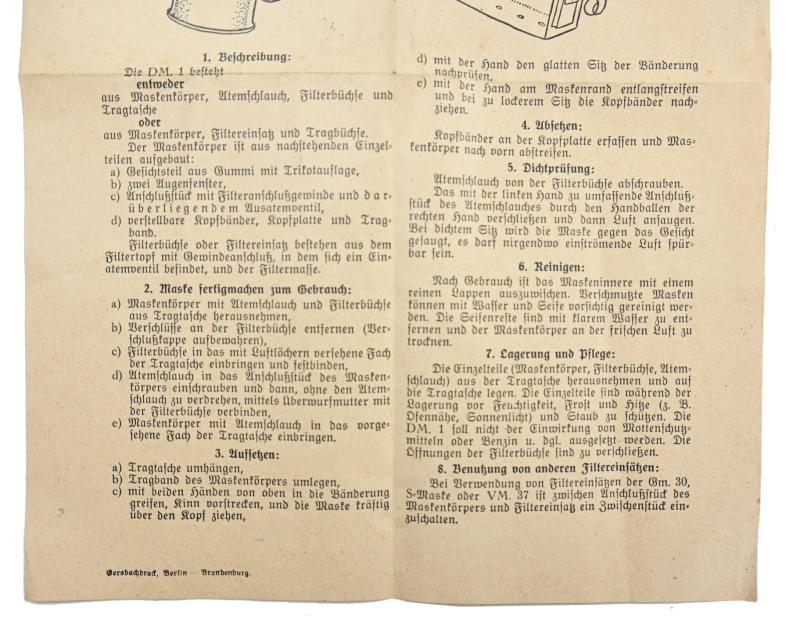 1. Beschreibung:
Die DM. 1 besteht
entweder
aus Maskenkörper, Atemschlauch, Filterbüchse und
Tragtasche
oder
aus Maskenkörper, Filtereinsatz und Tragbüchse.
Der Maskenkörper ist aus nachstehenden Einzel-
teilen aufgebaut:
a) Gesichtsteil aus Gummi mit Trikotauflage,
b) zwei Augenfenster,
c) Anschlußstück mit Filteranschlußgewinde und dar-
überliegendem Ausatemventil,
d) verstellbare Kopfbänder, Kopfplatte und Trag-
band.
Filterbüchse oder Filtereinsatz bestehen aus dem
Filtertopf mit Gewindeanschluß, in dem sich ein Ein-
atemventil befindet, und der Filtermasse.
2. Maske fertigmachen zum Gebrauch:
a) Maskenkörper mit Atemschlauch und Filterbüchse
aus Tragtasche herausnehmen,
b) Verschlüsse an der Filterbüchse entfernen (Ver-
schlußkappe aufbewahren),
c) Filterbüchse in das mit Luftlöchern versehene Fach
der Tragtasche einbringen und festbinden,
d) Atemschlauch in das Anschlußstück des Masken-
körpers einschrauben und dann, ohne den Atem-
schlauch zu verdrehen, mittels Überwurfmutter mit
der Filterbüchse verbinden,
e) Maskenkörper mit Atemschlauch in das vorge-
sehene Fach der Tragtasche einbringen.
3. Aufsetzen:
a) Tragtasche umhängen,
b) Tragband des Maskenkörpers umlegen,
c) mit beiden Händen von oben in die Bänderung
greifen, Kinn vorstrecken, und die Maske kräftig
über den Kopf ziehen,
Gersbachdruck, Berlin — Brandenburg.
d) mit der Hand den glatten Sitz der Bänderung
nachprüfen,
e) mit der Hand am Maskenrand entlangstreifen
und bei zu lockerem Sitz die Kopfbänder nach-
ziehen.
4. Absetzen:
Kopfbänder an der Kopfplatte erfassen und Mas-
kenkörper nach vorn abstreifen.
5. Dichtprüfung:
Atemschlauch von der Filterbüchse abschrauben.
Das mit der linken Hand zu umfassende Anschluß-
stück des Atemschlauches durch den Handballen der
rechten Hand verschließen und dann Luft ansaugen.
Bei dichtem Sitz wird die Maske gegen das Gesicht
gesaugt, es darf nirgendwo einströmende Luft spür-
bar sein.
6. Reinigen:
Nach Gebrauch ist das Maskeninnere mit einem
reinen Lappen auszuwischen. Verschmutzte Masken
können mit Wasser und Seife vorsichtig gereinigt wer-
den. Die Seifenreste sind mit klarem Wasser zu ent-
fernen und der Maskenkörper an der frischen Luft zu
trocknen.
7. Lagerung und Pflege:
Die Einzelteile (Maskenkörper, Filterbüchse, Atem-
schlauch) aus der Tragtasche herausnehmen und auf
die Tragtasche legen. Die Einzelteile sind während der
Lagerung vor Feuchtigkeit, Frost und Hitze (z. B.
Ofennähe, Sonnenlicht) und Staub zu schützen. Die
DM. 1 soll nicht der Einwirkung von Mottenschutz-
mitteln oder Benzin u. dgl. ausgesetzt werden. Die
Öffnungen der Filterbüchse sind zu verschließen.
8. Benutzung von anderen Filtereinsätzen:
Bei Verwendung von Filtereinsätzen der Gm. 30,
S-Maske oder VM. 37 ist zwischen Anschlußstück des
Maskenkörpers und Filtereinsatz ein Zwischenstück ein-
zuschalten.